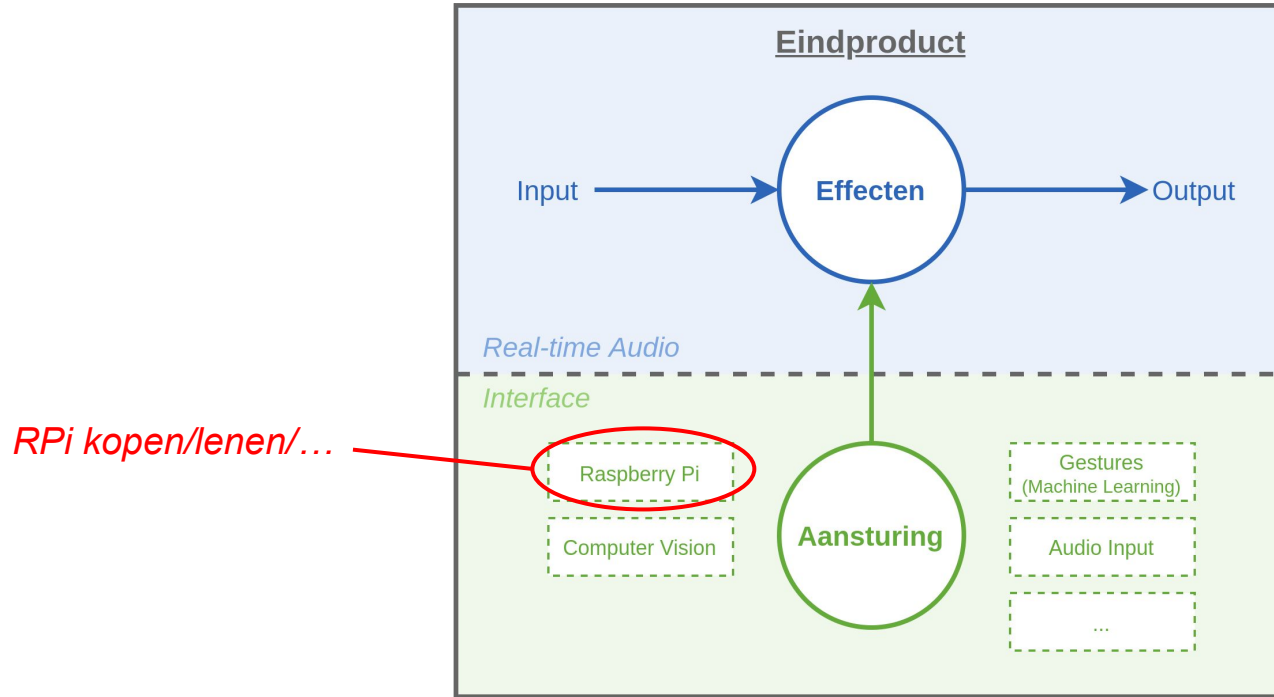 Eindproduct
Input
Effecten
Output
Real-time Audio
Interface
RPi kopen/lenen/…
Raspberry Pi
Computer Vision
Aansturing
Gestures
(Machine Learning)
Audio Input
...